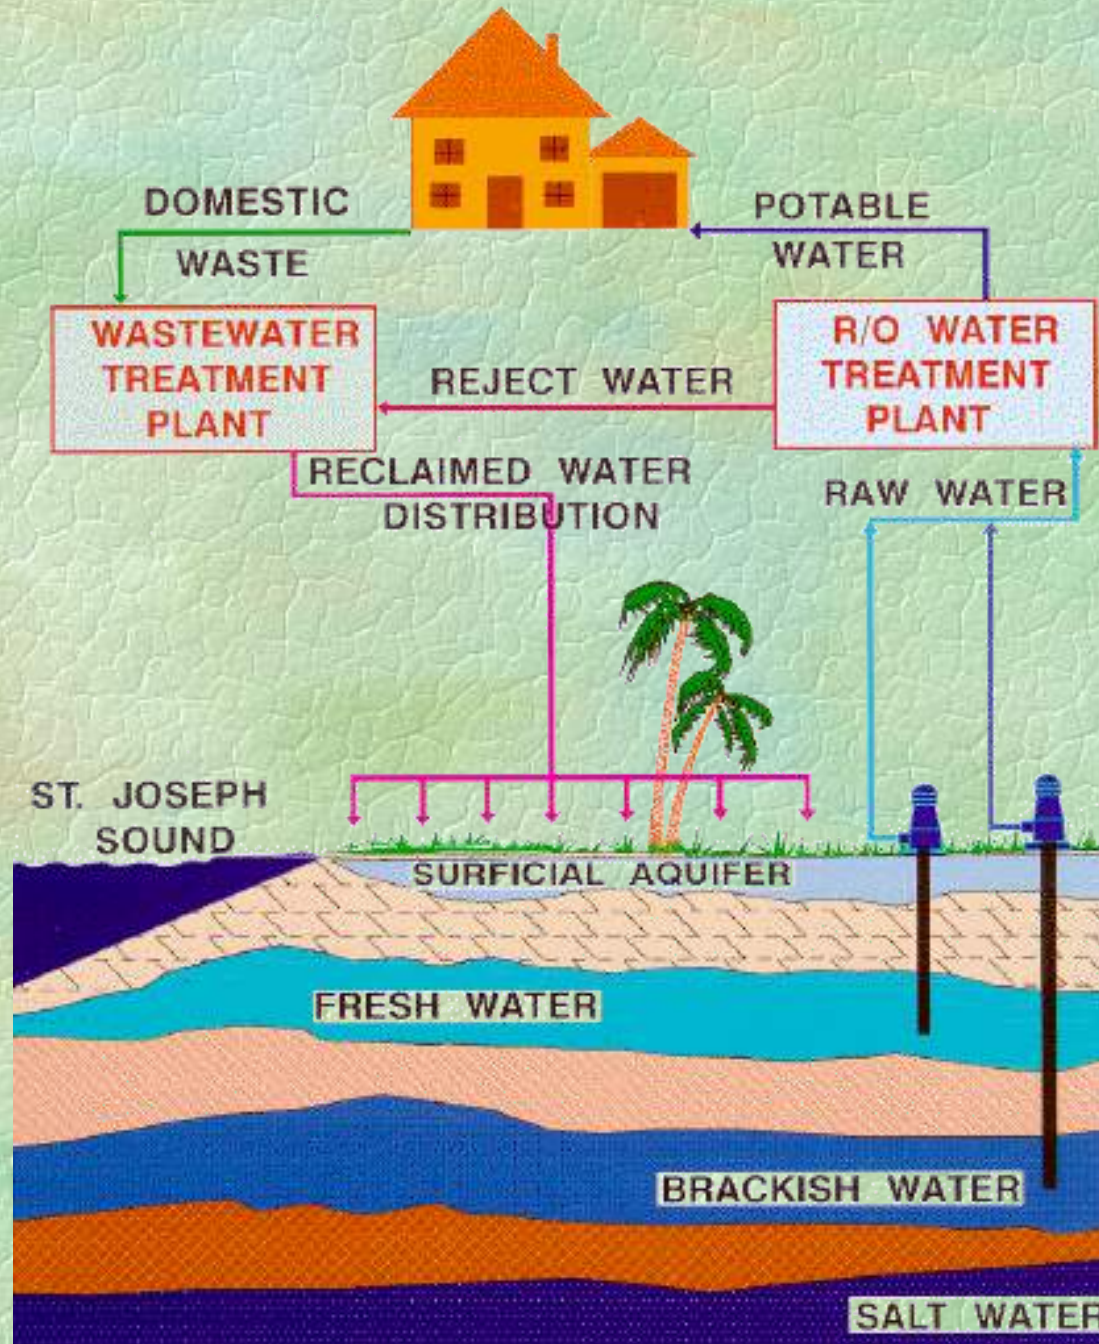 DOMESTIC
WASTE
POTABLE
WATER
WASTEWATER
TREATMENT
PLANT
REJECT WATER
R/O WATER
TREATMENT
PLANT
RECLAIMED WATER
DISTRIBUTION
RAW WATER
ST. JOSEPH
SOUND
SURFICIAL AQUIFER
FRESH WATER
BRACKISH WATER
SALT WATER